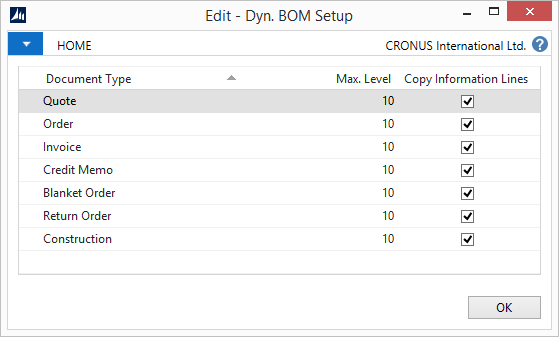 Edit - Dyn. BOM Setup
HOME CRONUS International Ltd. ?
Document Type Max. Level Copy Information Lines
Quote 10
Order 10
Invoice 10
Credit Memo 10
Blanket Order 10
Return Order 10
Construction 10
OK